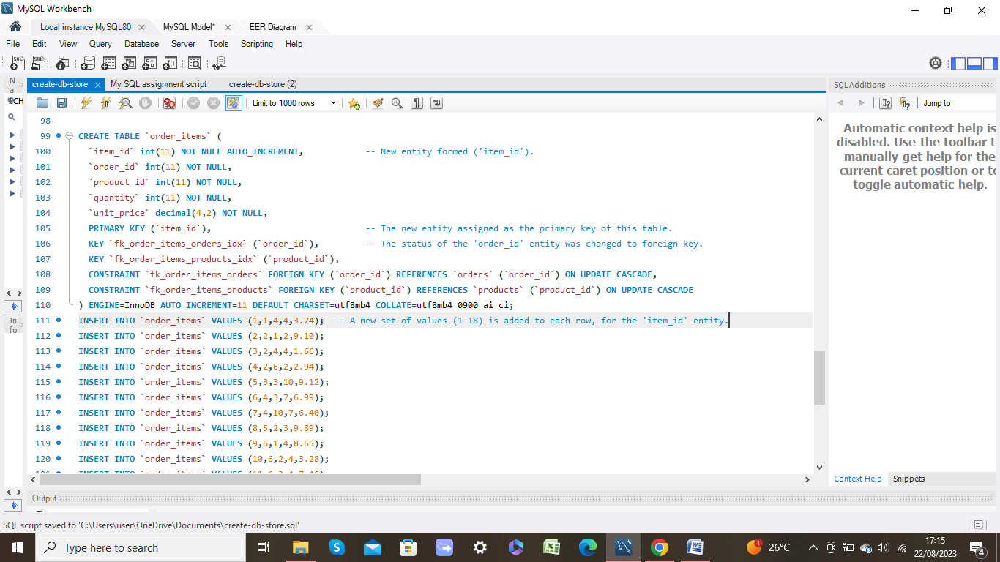 MySQL Workbench
Local instance MySQL80 MySQL Model* EER Diagram
File Edit View Query Database Server Tools Scripting Help
Na
create-db-store My SQL assignment script create-db-store (2)
SQLAdditions
Limit to 1000 rows
Jump to
98
99 CREATE TABLE `order_items` (
100 `item_id` int(11) NOT NULL AUTO_INCREMENT, -- New entity formed ('item_id').
101 `order_id` int(11) NOT NULL,
102 `product_id` int(11) NOT NULL,
103 `quantity` int(11) NOT NULL,
104 `unit_price` decimal(4,2) NOT NULL,
105 PRIMARY KEY (`item_id`), -- The new entity assigned as the primary key of this table.
106 KEY `fk_order_items_orders_idx` (`order_id`), -- The status of the 'order_id' entity was changed to foreign key.
107 KEY `fk_order_items_products_idx` (`product_id`),
108 CONSTRAINT `fk_order_items_orders` FOREIGN KEY (`order_id`) REFERENCES `orders` (`order_id`) ON UPDATE CASCADE,
109 CONSTRAINT `fk_order_items_products` FOREIGN KEY (`product_id`) REFERENCES `products` (`product_id`) ON UPDATE CASCADE
110 ) ENGINE=InnoDB AUTO_INCREMENT=11 DEFAULT CHARSET=utf8mb4 COLLATE=utf8mb4_0900_ai_ci;
111 INSERT INTO `order_items` VALUES (1,1,4,4,3.74); -- A new set of values (1-18) is added to each row, for the 'item_id' entity.
112 INSERT INTO `order_items` VALUES (2,2,1,2,9.10);
113 INSERT INTO `order_items` VALUES (3,2,4,4,1.66);
114 INSERT INTO `order_items` VALUES (4,2,6,2,2.94);
115 INSERT INTO `order_items` VALUES (5,3,3,10,9.12);
116 INSERT INTO `order_items` VALUES (6,4,3,7,6.99);
117 INSERT INTO `order_items` VALUES (7,4,10,7,6.40);
118 INSERT INTO `order_items` VALUES (8,5,2,3,9.89);
119 INSERT INTO `order_items` VALUES (9,6,1,4,8.65);
120 INSERT INTO `order_items` VALUES (10,6,2,4,3.28);
Automatic context help is
disabled. Use the toolbar t
manually get help for the
current caret position or to
toggle automatic help.
In
fo
Context Help Snippets
Output
SQL script saved to 'C:\Users\user\OneDrive\Documents\create-db-store.sql'
Type here to search
26°C
17:15
22/08/2023
4